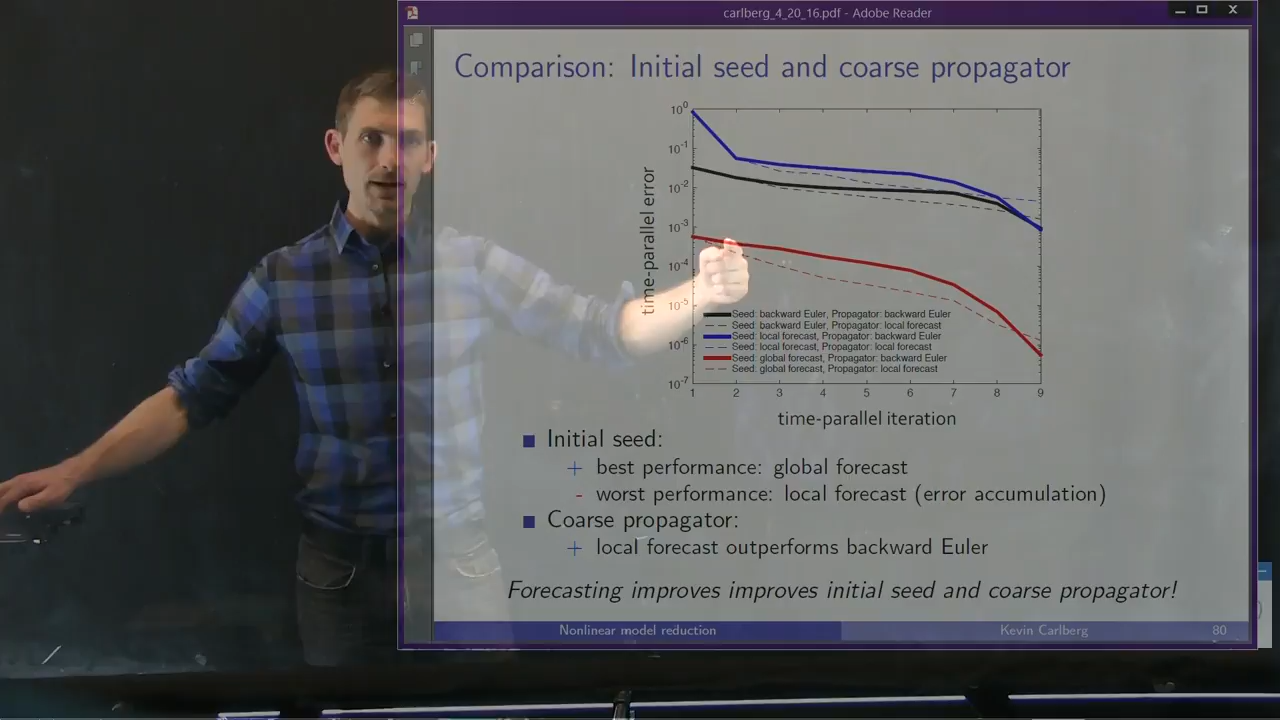 carlberg_4_20_16.pdf - Adobe Reader
Comparison: Initial seed and coarse propagator
10^0
10^-1
10^-2
10^-3
10^-4
10^-5
10^-6
10^-7
time-parallel error
Seed: backward Euler, Propagator: backward Euler
Seed: backward Euler, Propagator: local forecast
Seed: local forecast, Propagator: backward Euler
Seed: local forecast, Propagator: local forecast
Seed: global forecast, Propagator: backward Euler
Seed: global forecast, Propagator: local forecast
1 2 3 4 5 6 7 8 9
time-parallel iteration
Initial seed:
+ best performance: global forecast
- worst performance: local forecast (error accumulation)
Coarse propagator:
+ local forecast outperforms backward Euler
Forecasting improves improves initial seed and coarse propagator!
Nonlinear model reduction Kevin Carlberg 80